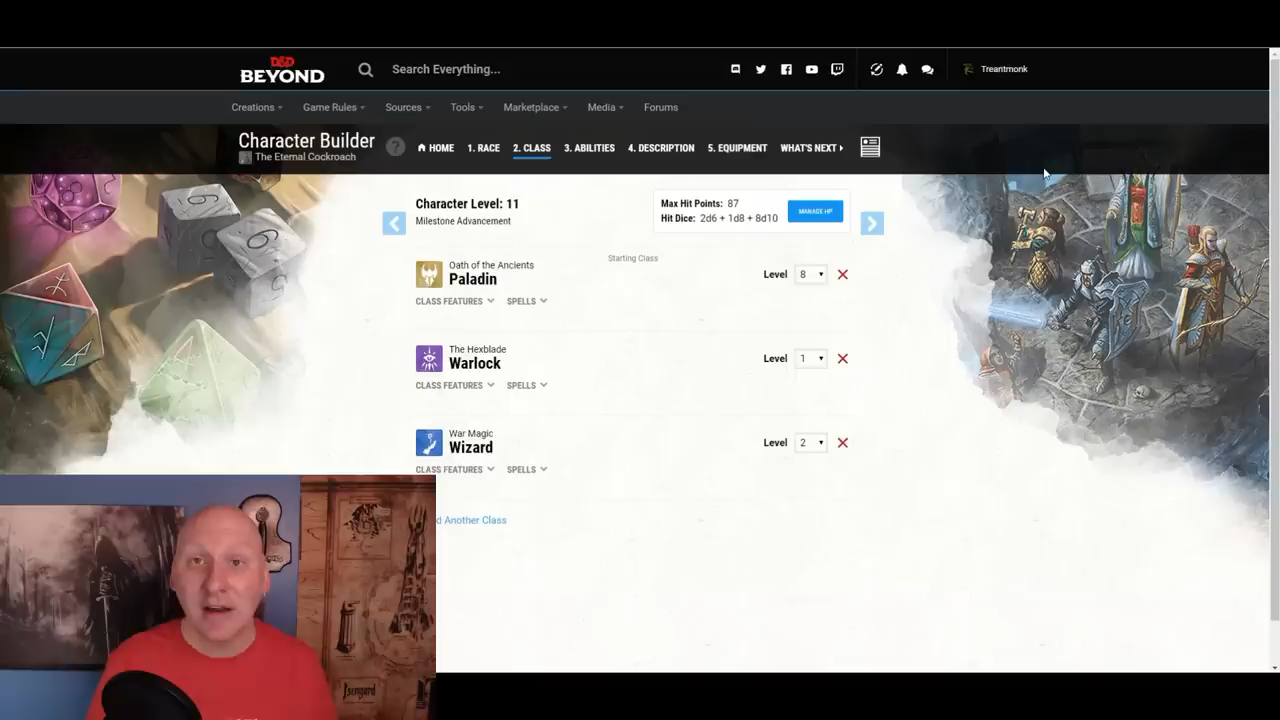 D&D
BEYOND
Search Everything...
Treantmonk
Creations
Game Rules
Sources
Tools
Marketplace
Media
Forums
Character Builder
The Eternal Cockroach
?
HOME
1. RACE
2. CLASS
3. ABILITIES
4. DESCRIPTION
5. EQUIPMENT
WHAT'S NEXT
Character Level: 11
Milestone Advancement
Max Hit Points: 87
Hit Dice: 2d6 + 1d8 + 8d10
MANAGE HP
Starting Class
Oath of the Ancients
Paladin
Level 8
CLASS FEATURES
SPELLS
The Hexblade
Warlock
Level 1
CLASS FEATURES
SPELLS
War Magic
Wizard
Level 2
CLASS FEATURES
SPELLS
d Another Class
Isengard